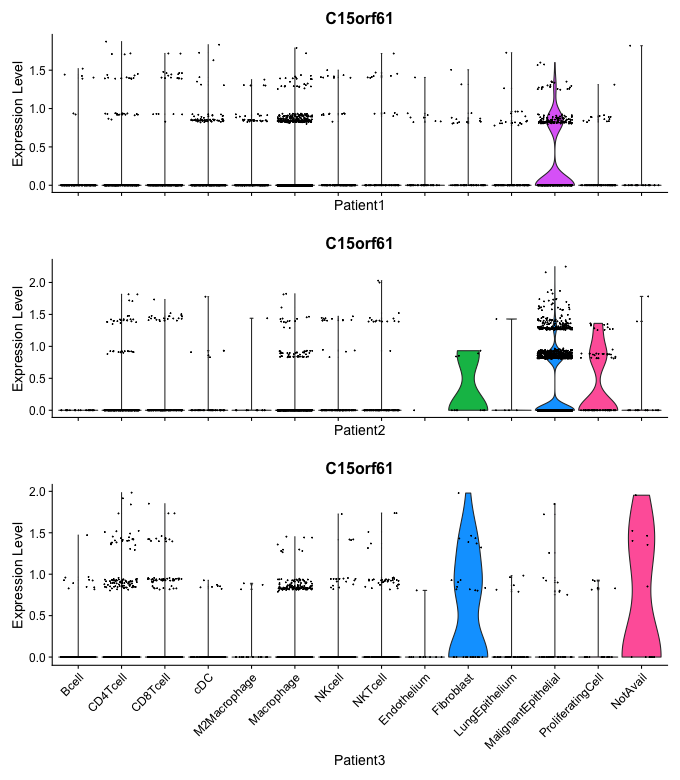 C15orf61
Expression Level
1.5
1.0
0.5
0.0
Patient1
C15orf61
Expression Level
2.0
1.5
1.0
0.5
0.0
Patient2
C15orf61
Expression Level
2.0
1.5
1.0
0.5
0.0
Bcell
CD4Tcell
CD8Tcell
cDC
M2Macrophage
Macrophage
NKcell
NKTcell
Endothelium
Fibroblast
LungEpithelium
MalignantEpithelial
ProliferatingCell
NotAvail
Patient3